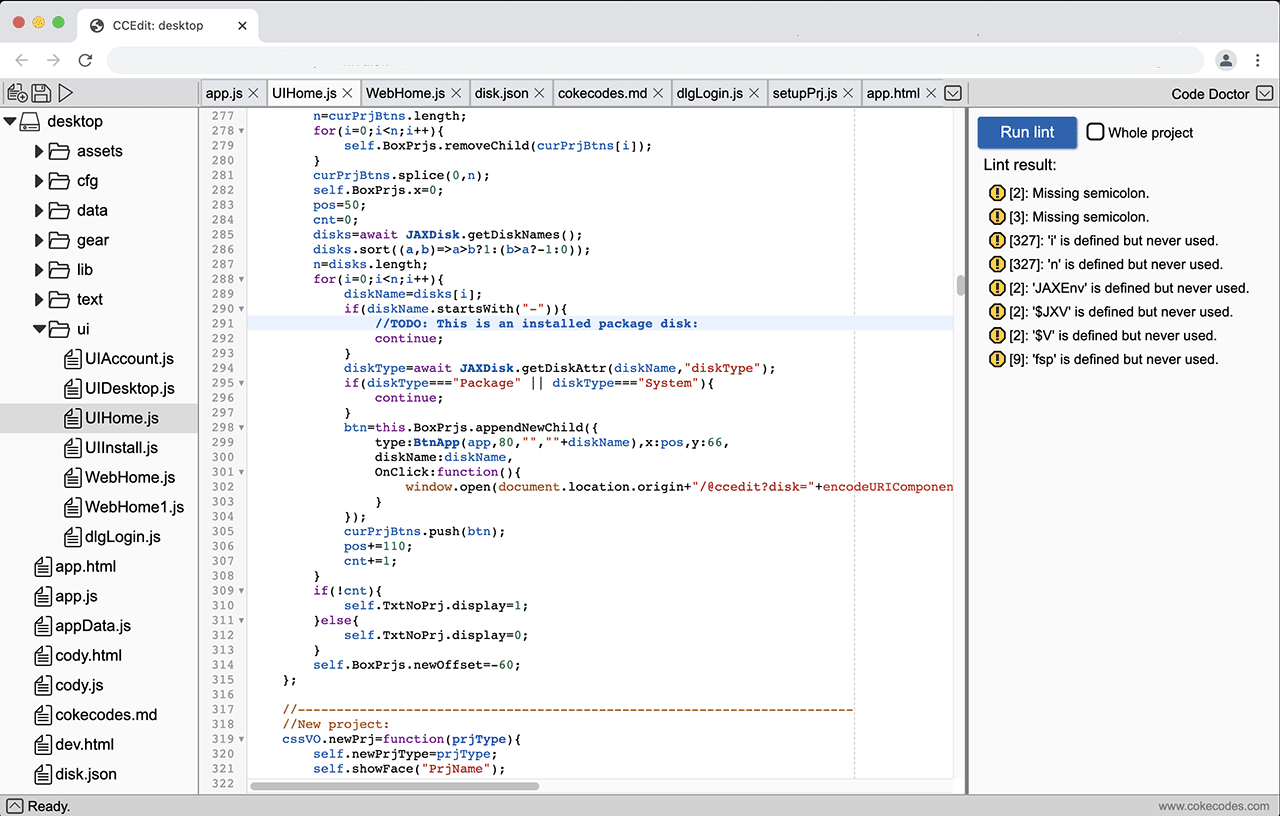 CCEdit: desktop
app.js
UIHome.js
WebHome.js
disk.json
cokecodes.md
dlgLogin.js
setupPrj.js
app.html
Code Doctor
desktop
assets
cfg
data
gear
lib
text
ui
UIAccount.js
UIDesktop.js
UIHome.js
UIInstall.js
WebHome.js
WebHome1.js
dlgLogin.js
app.html
app.js
appData.js
cody.html
cody.js
cokecodes.md
dev.html
disk.json
277 n=curPrjBtns.length;
278 for(i=0;i<n;i++){
279 self.BoxPrjs.removeChild(curPrjBtns[i]);
280 }
281 curPrjBtns.splice(0,n);
282 self.BoxPrjs.x=0;
283 pos=50;
284 cnt=0;
285 disks=await JAXDisk.getDiskNames();
286 disks.sort((a,b)=>a>b?1:(b>a?-1:0));
287 n=disks.length;
288 for(i=0;i<n;i++){
289 diskName=disks[i];
290 if(diskName.startsWith("-")){
291 //TODO: This is an installed package disk:
292 continue;
293 }
294 diskType=await JAXDisk.getDiskAttr(diskName,"diskType");
295 if(diskType==="Package" || diskType==="System"){
296 continue;
297 }
298 btn=this.BoxPrjs.appendNewChild({
299 type:BtnApp(app,80,"",""+diskName),x:pos,y:66,
300 diskName:diskName,
301 OnClick:function(){
302 window.open(document.location.origin+"/@ccedit?disk="+encodeURIComponen
303 }
304 });
305 curPrjBtns.push(btn);
306 pos+=110;
307 cnt+=1;
308 }
309 if(!cnt){
310 self.TxtNoPrj.display=1;
311 }else{
312 self.TxtNoPrj.display=0;
313 }
314 self.BoxPrjs.newOffset=-60;
315 };
316
317 //------------------------------------------------------------------------
318 //New project:
319 cssVO.newPrj=function(prjType){
320 self.newPrjType=prjType;
321 self.showFace("PrjName");
322
Run lint
Whole project
Lint result:
[2]: Missing semicolon.
[3]: Missing semicolon.
[327]: 'i' is defined but never used.
[327]: 'n' is defined but never used.
[2]: 'JAXEnv' is defined but never used.
[2]: '$JXV' is defined but never used.
[2]: '$V' is defined but never used.
[9]: 'fsp' is defined but never used.
Ready.
www.cokecodes.com